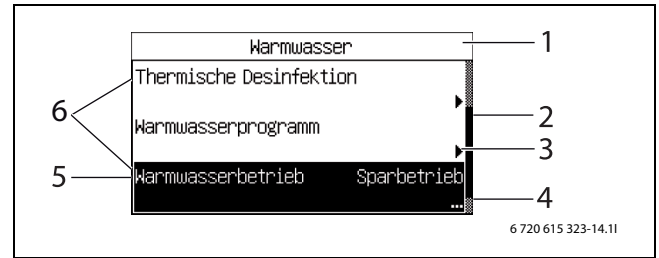 Warmwasser
1
Thermische Desinfektion
2
6
Warmwasserprogramm
3
5
Warmwasserbetrieb Sparbetrieb
...
4
6 720 615 323-14.1I